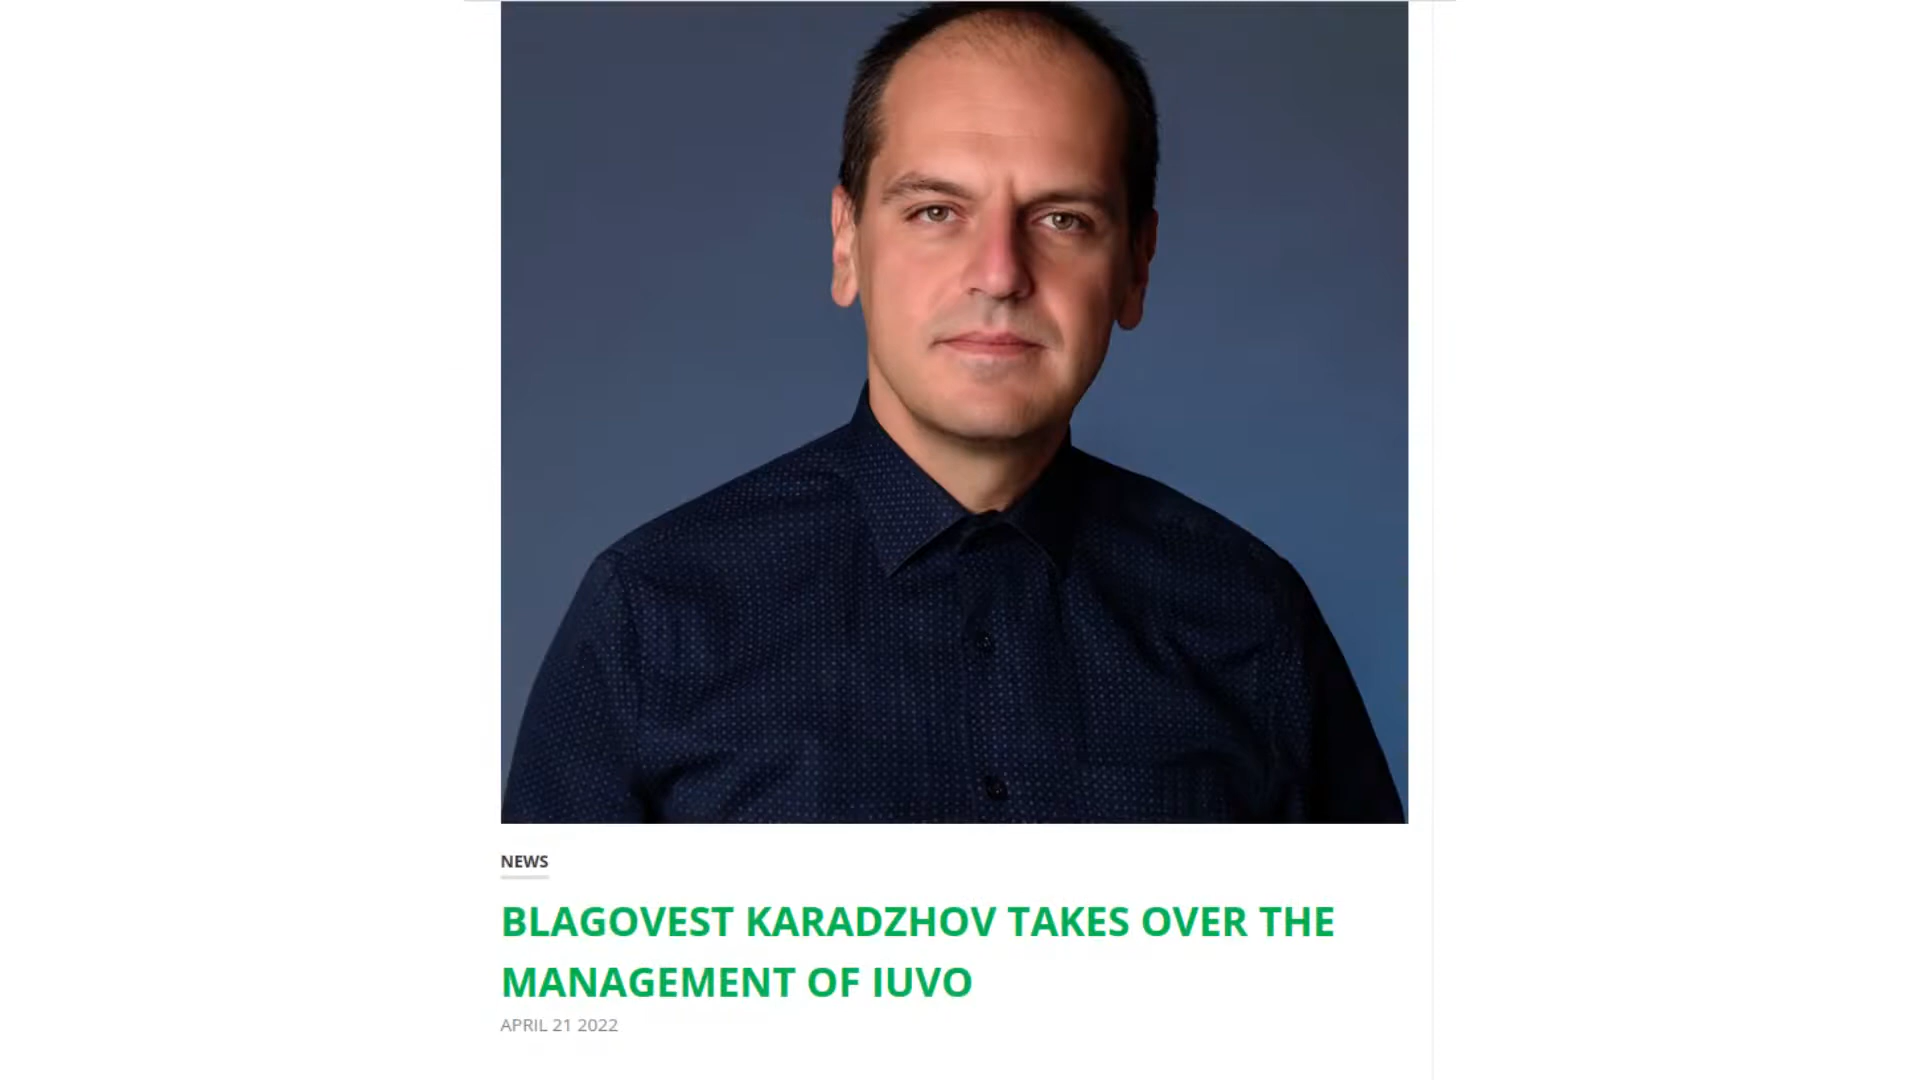 NEWS
BLAGOVEST KARADZHOV TAKES OVER THE
MANAGEMENT OF IUVO
APRIL 21 2022